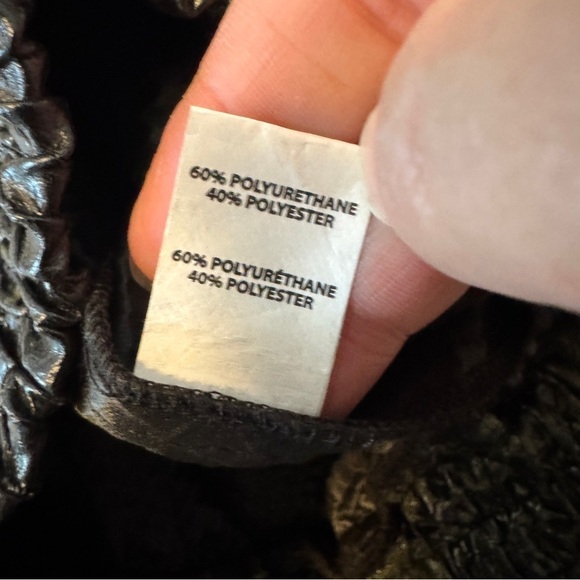 60% POLYURETHANE
40% POLYESTER
60% POLYURÉTHANE
40% POLYESTER